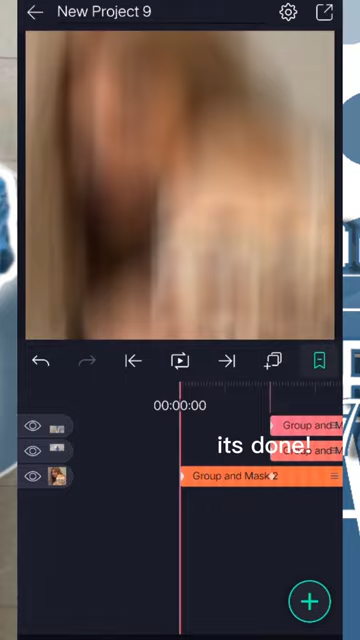 New Project 9
00:00:00
Group and M
its done!
Group and Mask 2